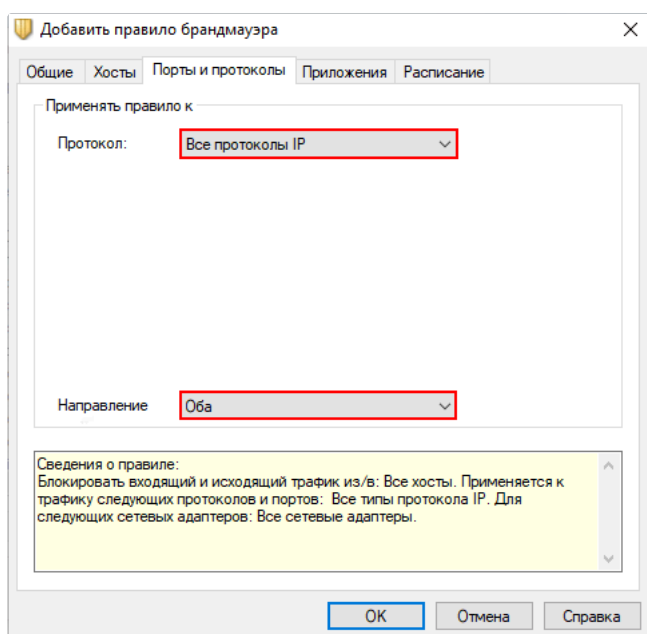 Добавить правило брандмауэра
Общие Хосты Порты и протоколы Приложения Расписание
Применять правило к
Протокол: Все протоколы IP
Направление Оба
Сведения о правиле:
Блокировать входящий и исходящий трафик из/в: Все хосты. Применяется к
трафику следующих протоколов и портов: Все типы протокола IP. Для
следующих сетевых адаптеров: Все сетевые адаптеры.
OK Отмена Справка